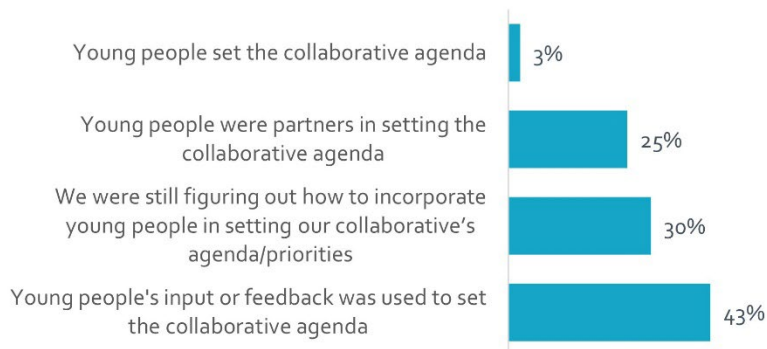 Young people set the collaborative agenda
3%
Young people were partners in setting the
collaborative agenda
25%
We were still figuring out how to incorporate
young people in setting our collaborative’s
agenda/priorities
30%
Young people's input or feedback was used to set
the collaborative agenda
43%